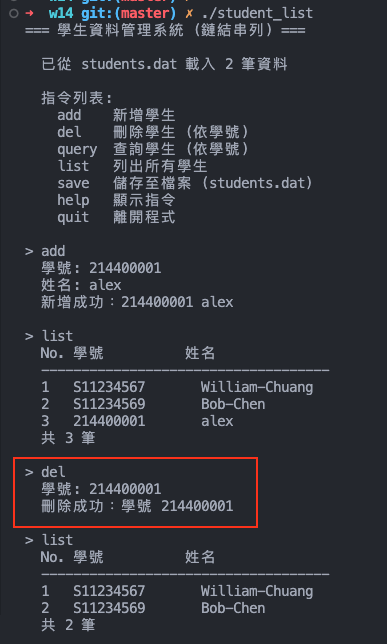 w14 git:(master) ✗
→ w14 git:(master) ✗ ./student_list
=== 學生資料管理系統 (鏈結串列) ===
已從 students.dat 載入 2 筆資料
指令列表:
add 新增學生
del 刪除學生 (依學號)
query 查詢學生 (依學號)
list 列出所有學生
save 儲存至檔案 (students.dat)
help 顯示指令
quit 離開程式
> add
學號: 214400001
姓名: alex
新增成功：214400001 alex
> list
No. 學號 姓名
------------------------------------
1 S11234567 William-Chuang
2 S11234569 Bob-Chen
3 214400001 alex
共 3 筆
> del
學號: 214400001
刪除成功：學號 214400001
> list
No. 學號 姓名
------------------------------------
1 S11234567 William-Chuang
2 S11234569 Bob-Chen
共 2 筆